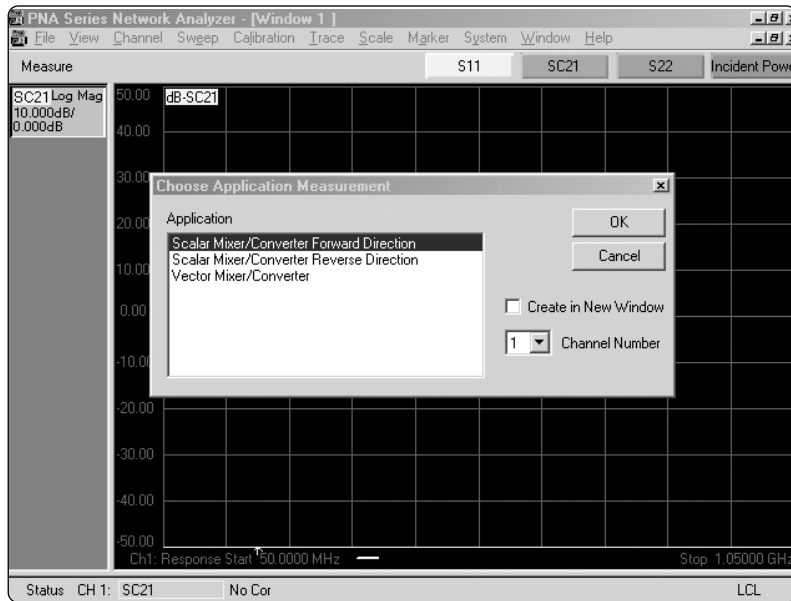 PNA Series Network Analyzer - [Window 1 ]
File View Channel Sweep Calibration Trace Scale Marker System Window Help
Measure S11 SC21 S22 Incident Powe
SC21 Log Mag
10.000dB/
0.000dB
50.00 dB-SC21
40.00
30.00
20.00
10.00
0.00
-10.00
-20.00
-30.00
-40.00
-50.00
Choose Application Measurement
Application
Scalar Mixer/Converter Forward Direction
Scalar Mixer/Converter Reverse Direction
Vector Mixer/Converter
OK
Cancel
Create in New Window
1 Channel Number
Ch1: Response Start 50.0000 MHz Stop 1.05000 GHz
Status CH 1: SC21 No Cor LCL